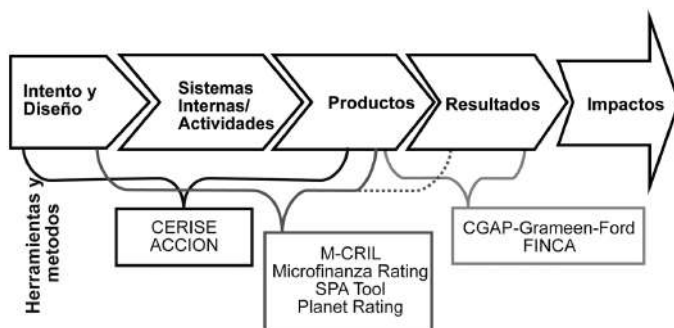 Intento y
Diseño
Sistemas
Internas/
Actividades
Productos
Resultados
Impactos
Herramientas y
metodos
CERISE
ACCION
M-CRIL
Microfinanza Rating
SPA Tool
Planet Rating
CGAP-Grameen-Ford
FINCA